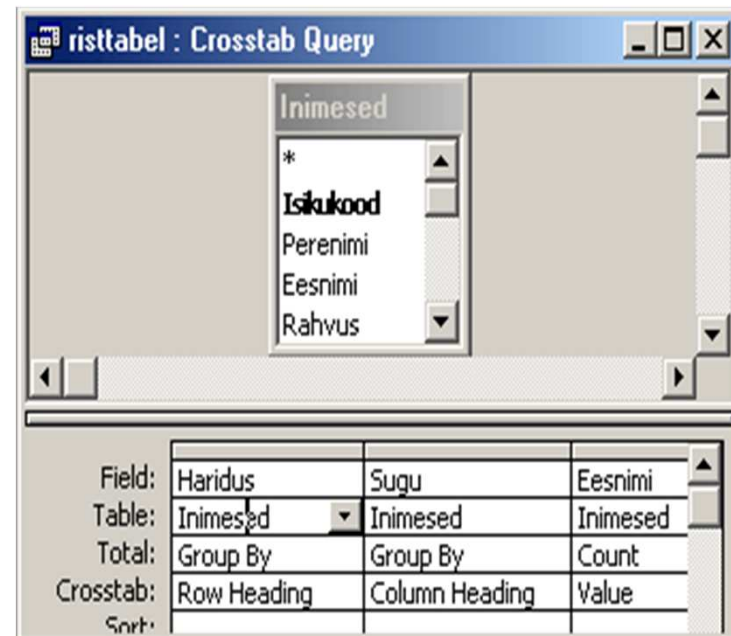 risttabel : Crosstab Query
Inimesed
*
Isikukood
Perenimi
Eesnimi
Rahvus
Field: Haridus Sugu Eesnimi
Table: Inimesed Inimesed Inimesed
Total: Group By Group By Count
Crosstab: Row Heading Column Heading Value
Sort: